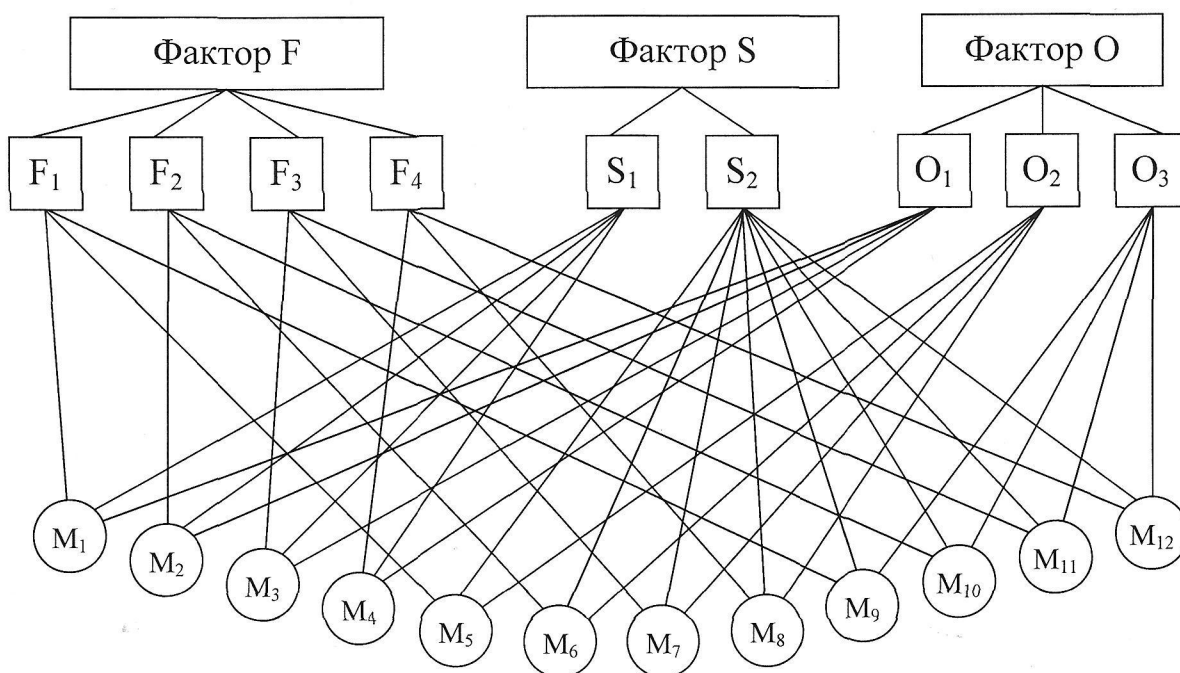 Фактор F
Фактор S
Фактор O
F₁ F₂ F₃ F₄ S₁ S₂ O₁ O₂ O₃
M₁ M₂ M₃ M₄ M₅ M₆ M₇ M₈ M₉ M₁₀ M₁₁ M₁₂